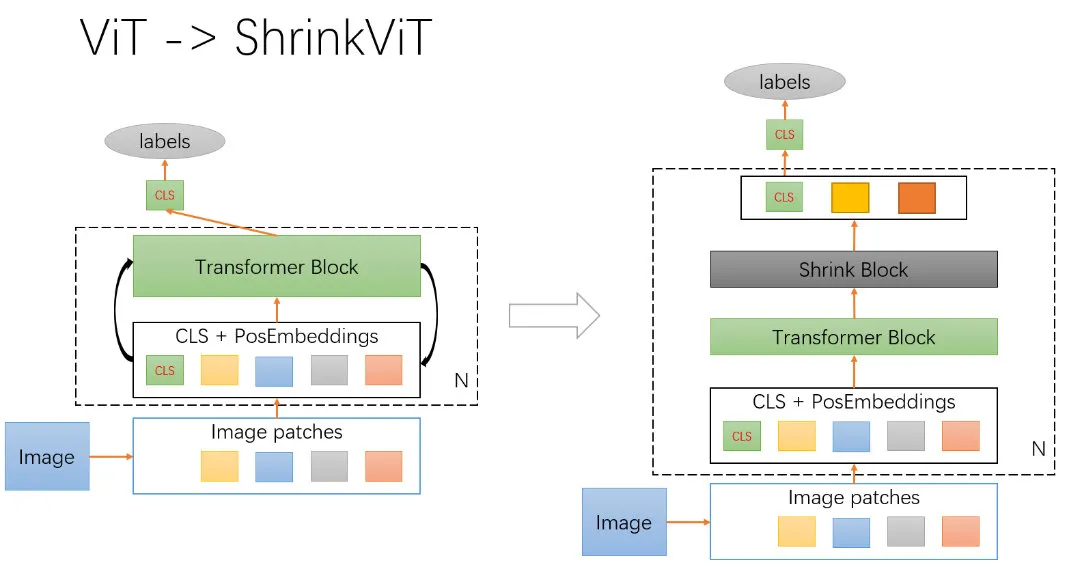 ViT -> ShrinkViT
labels
CLS
Transformer Block
CLS + PosEmbeddings
CLS
N
Image patches
Image
labels
CLS
CLS
Shrink Block
Transformer Block
CLS + PosEmbeddings
CLS
N
Image patches
Image